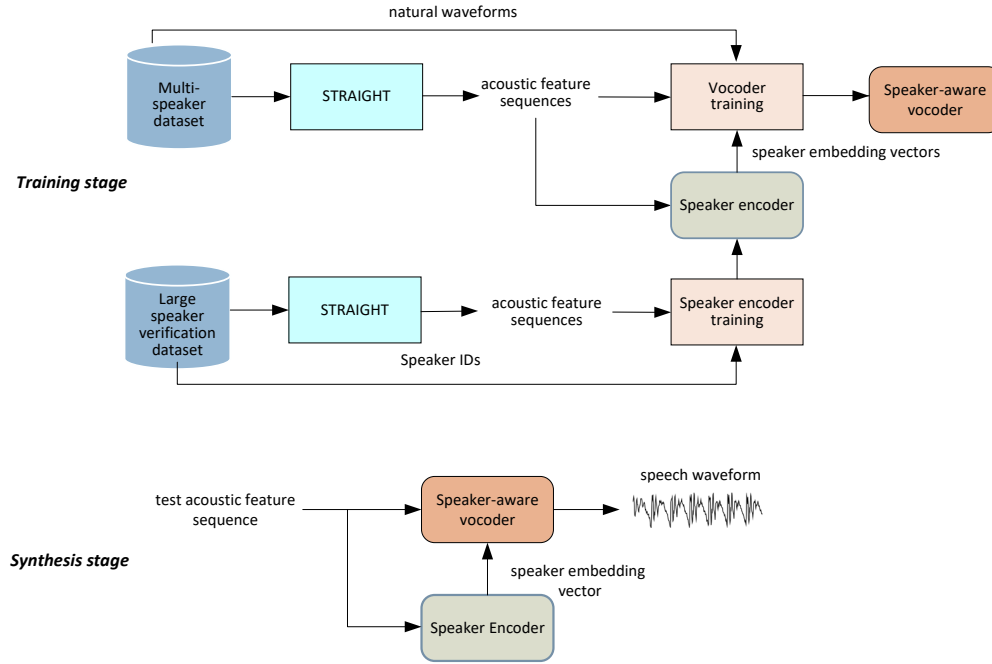 natural waveforms
Multi-
speaker
dataset
STRAIGHT
acoustic feature
sequences
Vocoder
training
Speaker-aware
vocoder
speaker embedding vectors
Training stage
Speaker encoder
Large
speaker
verification
dataset
STRAIGHT
acoustic feature
sequences
Speaker encoder
training
Speaker IDs
speech waveform
test acoustic feature
sequence
Speaker-aware
vocoder
Synthesis stage
speaker embedding
vector
Speaker Encoder